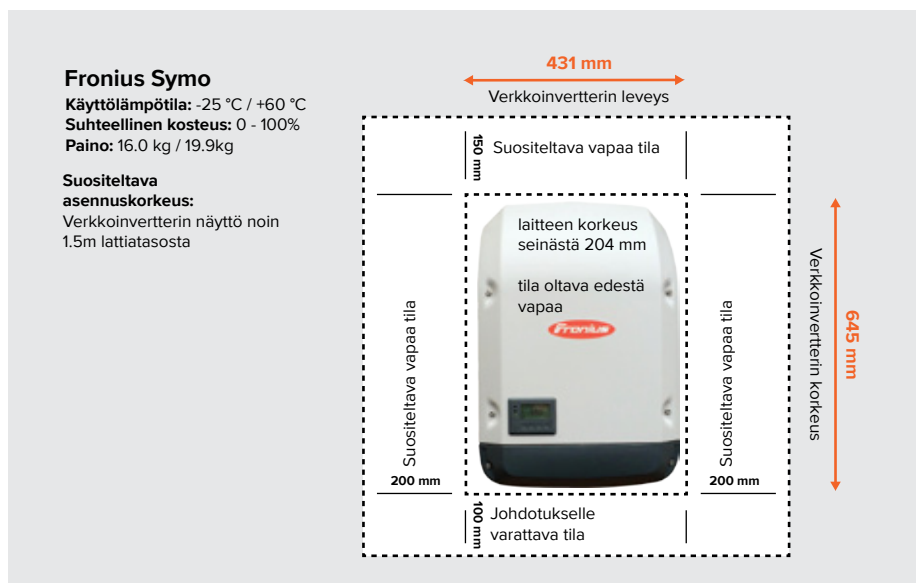 Fronius Symo
Käyttölämpötila: -25 °C / +60 °C
Suhteellinen kosteus: 0 - 100%
Paino: 16.0 kg / 19.9kg
Suositeltava
asennuskorkeus:
Verkkoinvertterin näyttö noin
1.5m lattiatasosta
431 mm
Verkkoinvertterin leveys
150 mm
Suositeltava vapaa tila
laitteen korkeus
seinästä 204 mm
tila oltava edestä
vapaa
Fronius
Suositeltava vapaa tila
200 mm
Suositeltava vapaa tila
200 mm
Verkkoinvertterin korkeus
645 mm
100 mm
Johdotukselle
varattava tila